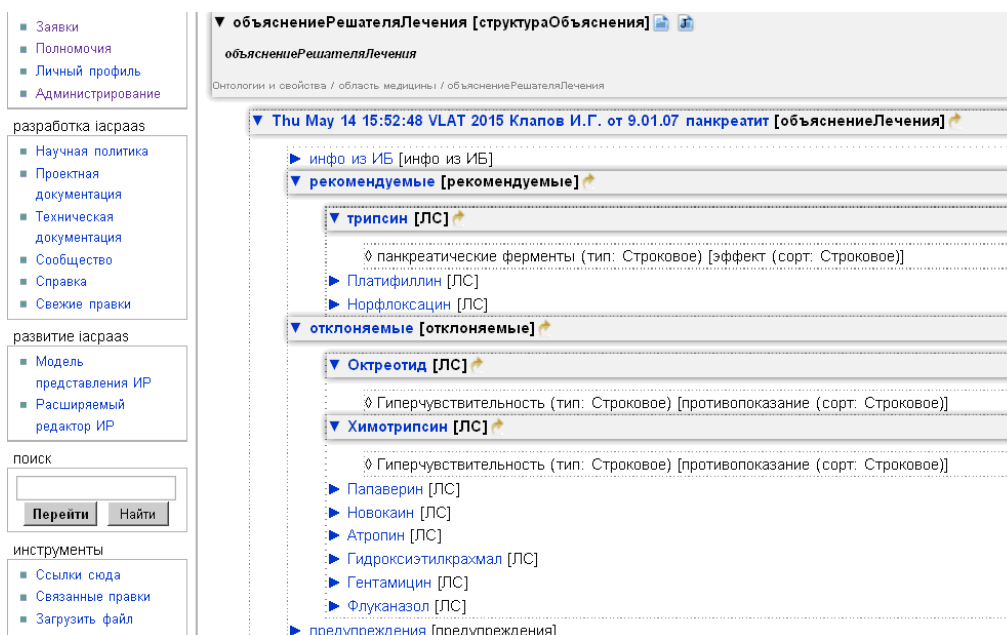 Заявки
Полномочия
Личный профиль
Администрирование
разработка iacpaas
Научная политика
Проектная
документация
Техническая
документация
Сообщество
Справка
Свежие правки
развитие iacpaas
Модель
представления ИР
Расширяемый
редактор ИР
поиск
Перейти Найти
инструменты
Ссылки сюда
Связанные правки
Загрузить файл
▼ объяснениеРешателяЛечения [структураОбъяснения]
объяснениеРешателяЛечения
Онтологии и свойства / область медицины / объяснениеРешателяЛечения
▼ Thu May 14 15:52:48 VLAT 2015 Клапов И.Г. от 9.01.07 панкреатит [объяснениеЛечения]
▶ инфо из ИБ [инфо из ИБ]
▼ рекомендуемые [рекомендуемые]
▼ трипсин [ЛС]
◊ панкреатические ферменты (тип: Строковое) [эффект (сорт: Строковое)]
▶ Платифиллин [ЛС]
▶ Норфлоксацин [ЛС]
▼ отклоняемые [отклоняемые]
▼ Октреотид [ЛС]
◊ Гиперчувствительность (тип: Строковое) [противопоказание (сорт: Строковое)]
▼ Химотрипсин [ЛС]
◊ Гиперчувствительность (тип: Строковое) [противопоказание (сорт: Строковое)]
▶ Папаверин [ЛС]
▶ Новокаин [ЛС]
▶ Атропин [ЛС]
▶ Гидроксиэтилкрахмал [ЛС]
▶ Гентамицин [ЛС]
▶ Флуканазол [ЛС]
▶ предупреждения [предупреждения]